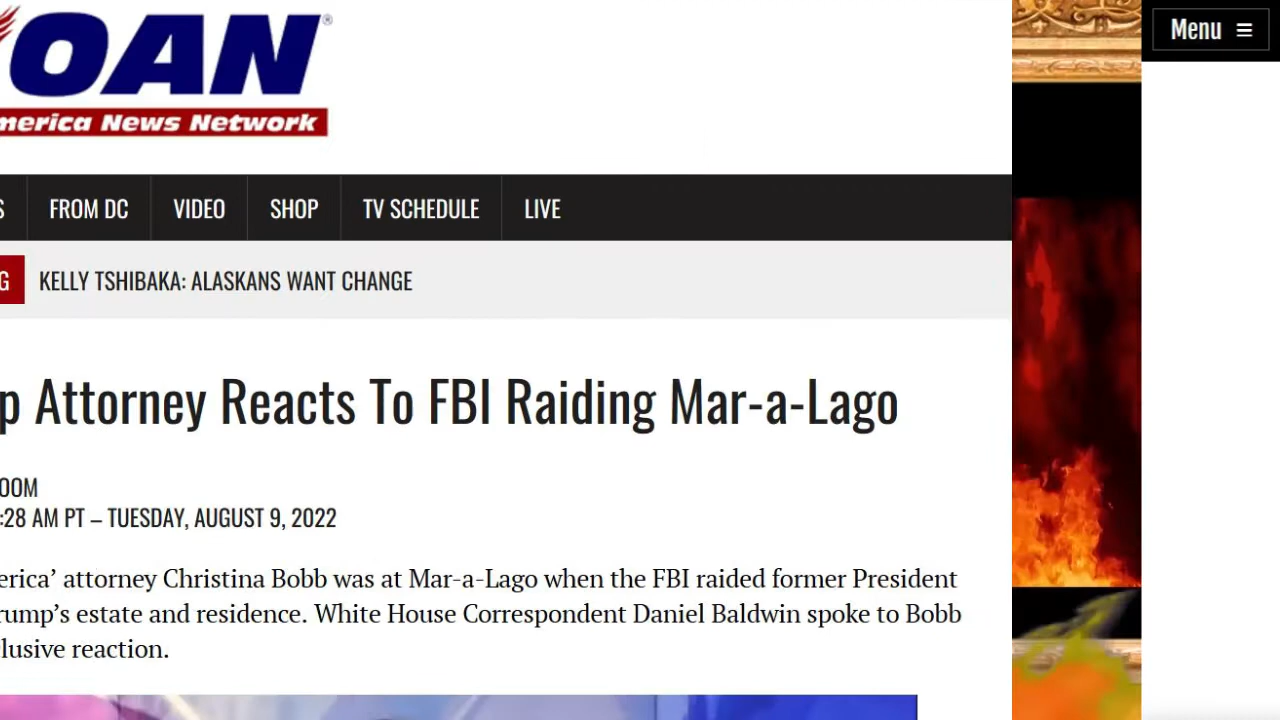 OAN®
Menu ≡
merica News Network
S FROM DC VIDEO SHOP TV SCHEDULE LIVE
G KELLY TSHIBAKA: ALASKANS WANT CHANGE
p Attorney Reacts To FBI Raiding Mar-a-Lago
OOM
:28 AM PT – TUESDAY, AUGUST 9, 2022
erica’ attorney Christina Bobb was at Mar-a-Lago when the FBI raided former President
rump’s estate and residence. White House Correspondent Daniel Baldwin spoke to Bobb
lusive reaction.